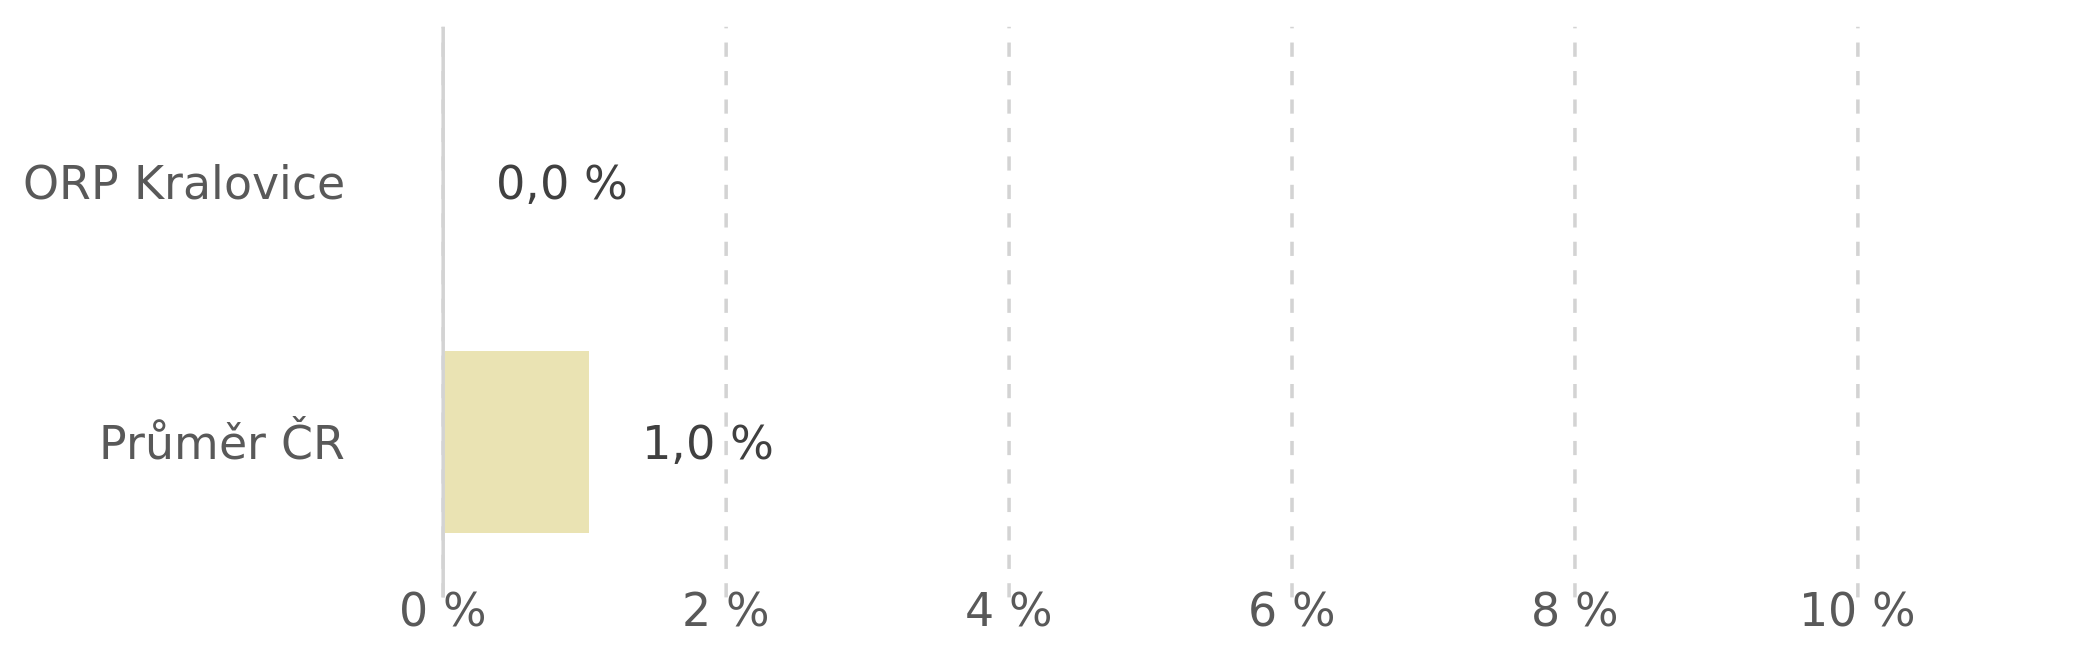 ORP Kralovice 0,0 %
Průměr ČR 1,0 %
0 % 2 % 4 % 6 % 8 % 10 %